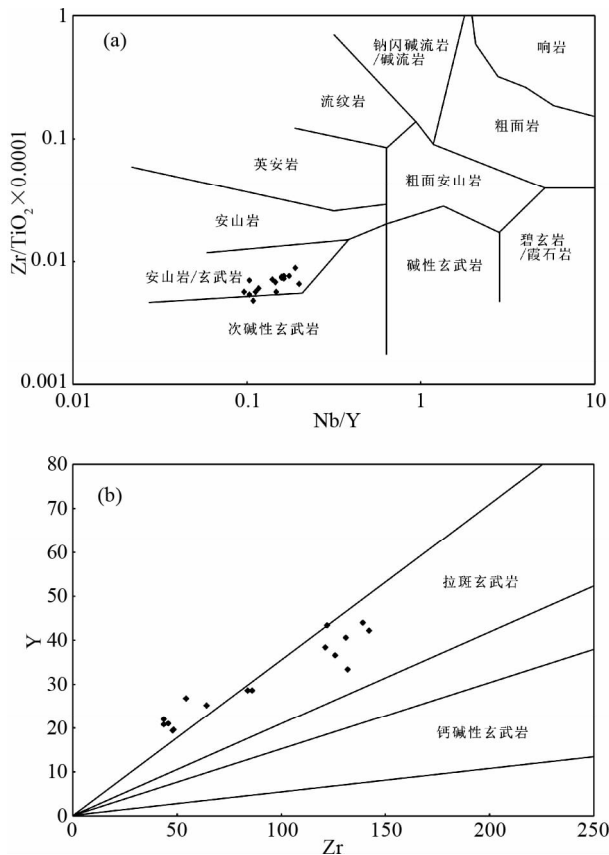 (a)
钠闪碱流岩
/碱流岩
响岩
流纹岩
粗面岩
英安岩
粗面安山岩
安山岩
碧玄岩
/霞石岩
安山岩/玄武岩
碱性玄武岩
次碱性玄武岩
Zr/TiO₂×0.0001
1
0.1
0.01
0.001
0.01
0.1
1
10
Nb/Y
(b)
拉斑玄武岩
钙碱性玄武岩
Y
80
70
60
50
40
30
20
10
0
0
50
100
150
200
250
Zr